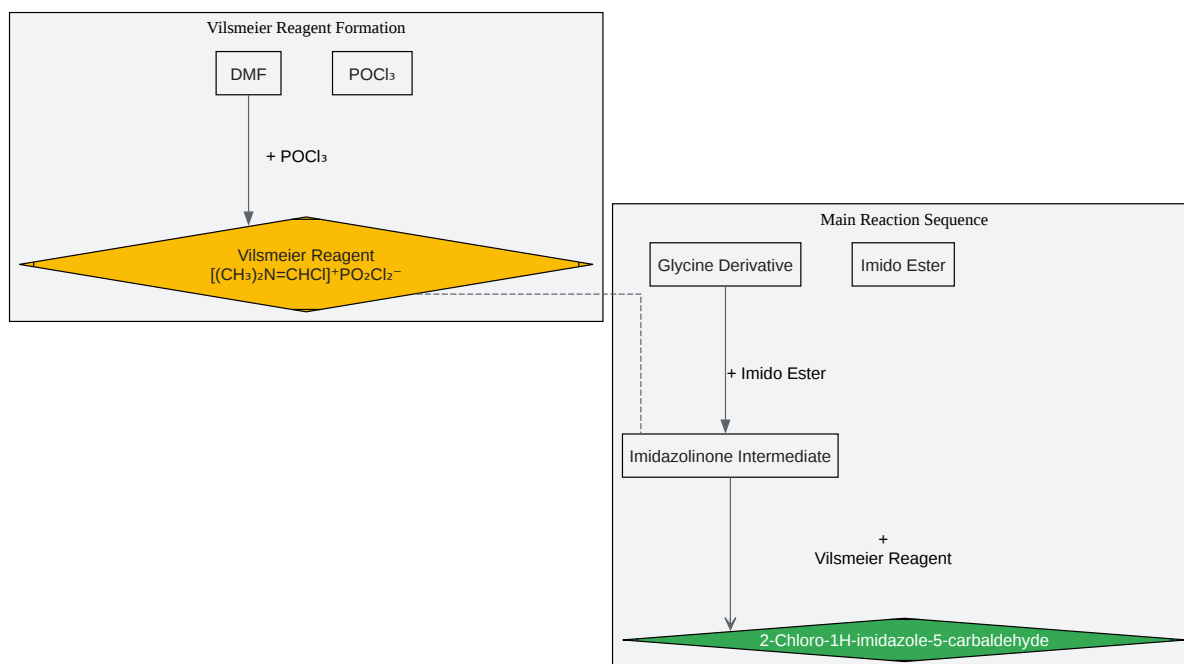 Vilsmeier Reagent Formation
DMF
POCl₃
+ POCl₃
Vilsmeier Reagent
[(CH₃)₂N=CHCl]⁺PO₂Cl₂⁻
Main Reaction Sequence
Glycine Derivative
Imido Ester
+ Imido Ester
Imidazolinone Intermediate
+
Vilsmeier Reagent
2-Chloro-1H-imidazole-5-carbaldehyde